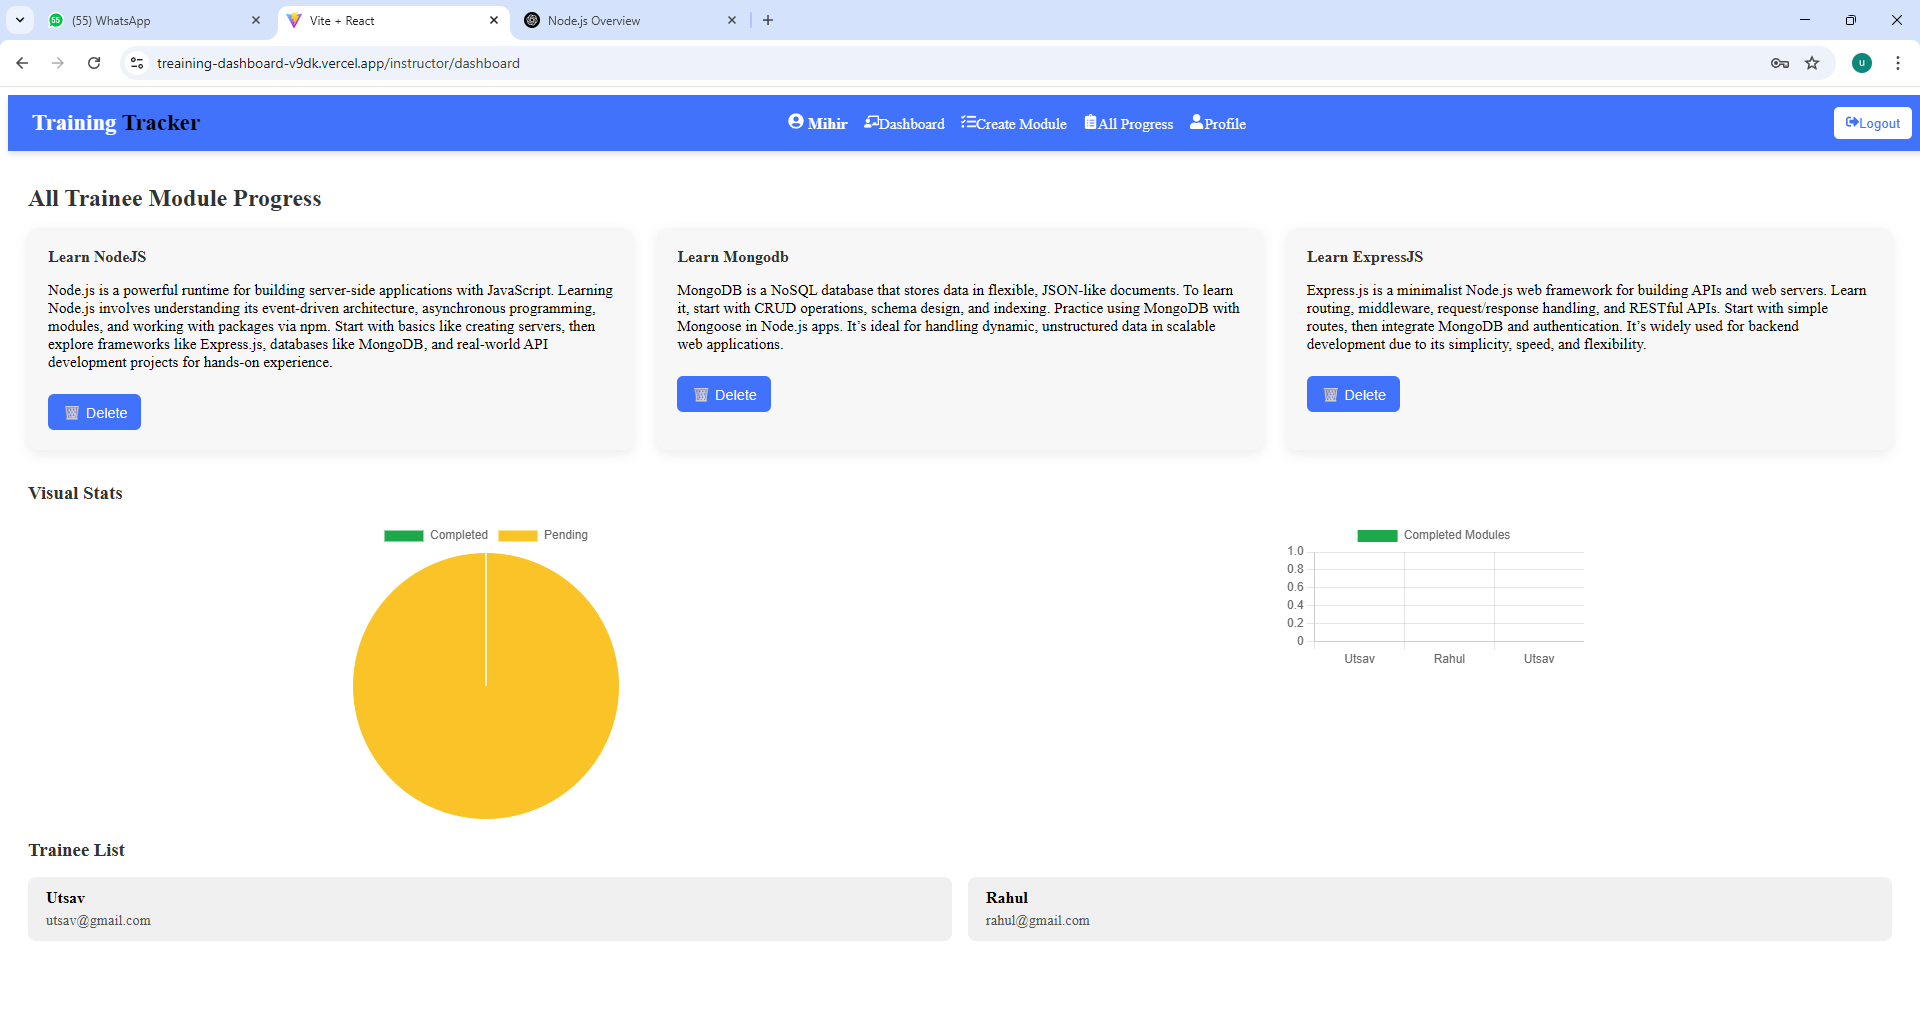 (55) WhatsApp
Vite + React
Node.js Overview
treaining-dashboard-v9dk.vercel.app/instructor/dashboard
u
Training Tracker
Mihir
Dashboard
Create Module
All Progress
Profile
Logout
All Trainee Module Progress
Learn NodeJS
Node.js is a powerful runtime for building server-side applications with JavaScript. Learning
Node.js involves understanding its event-driven architecture, asynchronous programming,
modules, and working with packages via npm. Start with basics like creating servers, then
explore frameworks like Express.js, databases like MongoDB, and real-world API
development projects for hands-on experience.
Delete
Learn Mongodb
MongoDB is a NoSQL database that stores data in flexible, JSON-like documents. To learn
it, start with CRUD operations, schema design, and indexing. Practice using MongoDB with
Mongoose in Node.js apps. It’s ideal for handling dynamic, unstructured data in scalable
web applications.
Delete
Learn ExpressJS
Express.js is a minimalist Node.js web framework for building APIs and web servers. Learn
routing, middleware, request/response handling, and RESTful APIs. Start with simple
routes, then integrate MongoDB and authentication. It’s widely used for backend
development due to its simplicity, speed, and flexibility.
Delete
Visual Stats
Completed
Pending
Completed Modules
1.0
0.8
0.6
0.4
0.2
0
Utsav
Rahul
Utsav
Trainee List
Utsav
utsav@gmail.com
Rahul
rahul@gmail.com